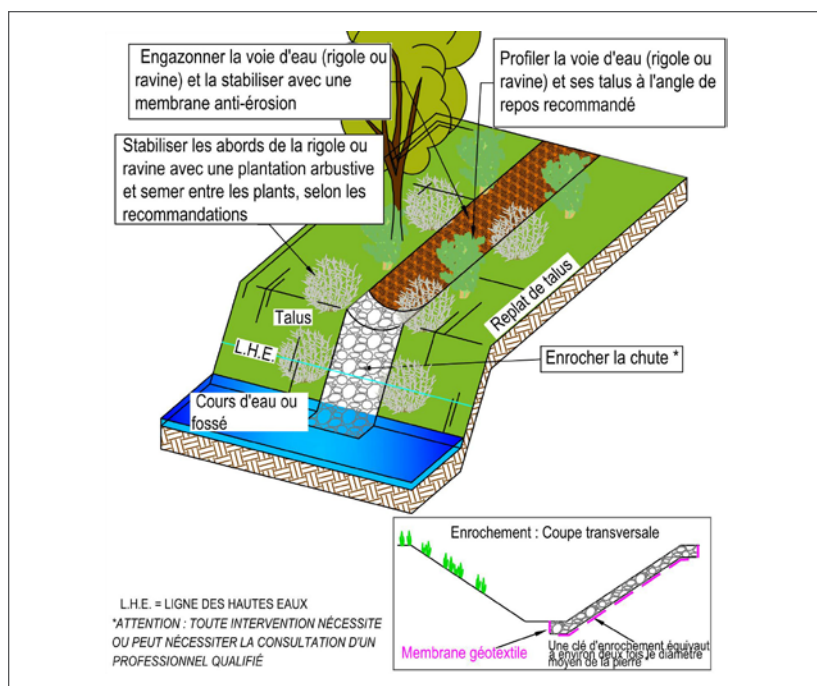 Engazonner la voie d'eau (rigole ou
ravine) et la stabiliser avec une
membrane anti-érosion
Profiler la voie d'eau (rigole ou
ravine) et ses talus à l'angle de
repos recommandé
Stabiliser les abords de la rigole ou
ravine avec une plantation arbustive
et semer entre les plants, selon les
recommandations
Talus
Replat de talus
L.H.E.
Enrocher la chute *
Cours d'eau ou
fossé
Enrochement : Coupe transversale
L.H.E. = LIGNE DES HAUTES EAUX
*ATTENTION : TOUTE INTERVENTION NÉCESSITE
OU PEUT NÉCESSITER LA CONSULTATION D'UN
PROFESSIONNEL QUALIFIÉ
Membrane géotextile
Une clé d'enrochement équivaut
à environ deux fois le diamètre
moyen de la pierre*